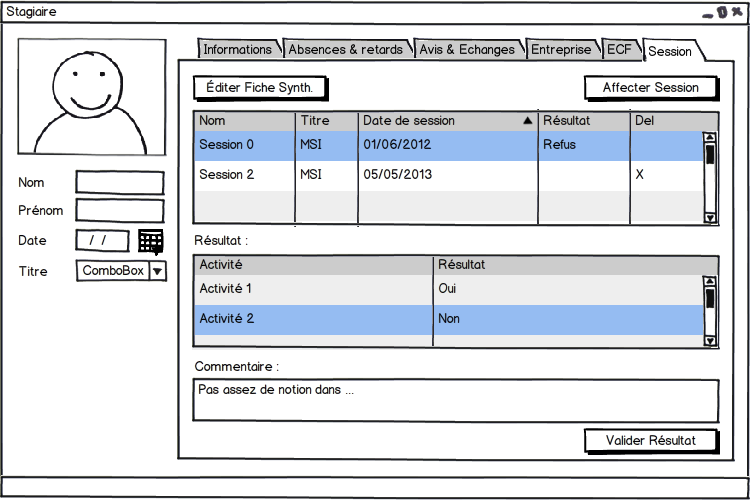 Stagiaire
Informations Absences & retards Avis & Echanges Entreprise ECF Session
Éditer Fiche Synth. Affecter Session
Nom Titre Date de session Résultat Del
Session 0 MSI 01/06/2012 Refus
Session 2 MSI 05/05/2013 X
Nom
Prénom
Date / /
Titre ComboBox
Résultat :
Activité Résultat
Activité 1 Oui
Activité 2 Non
Commentaire :
Pas assez de notion dans ...
Valider Résultat